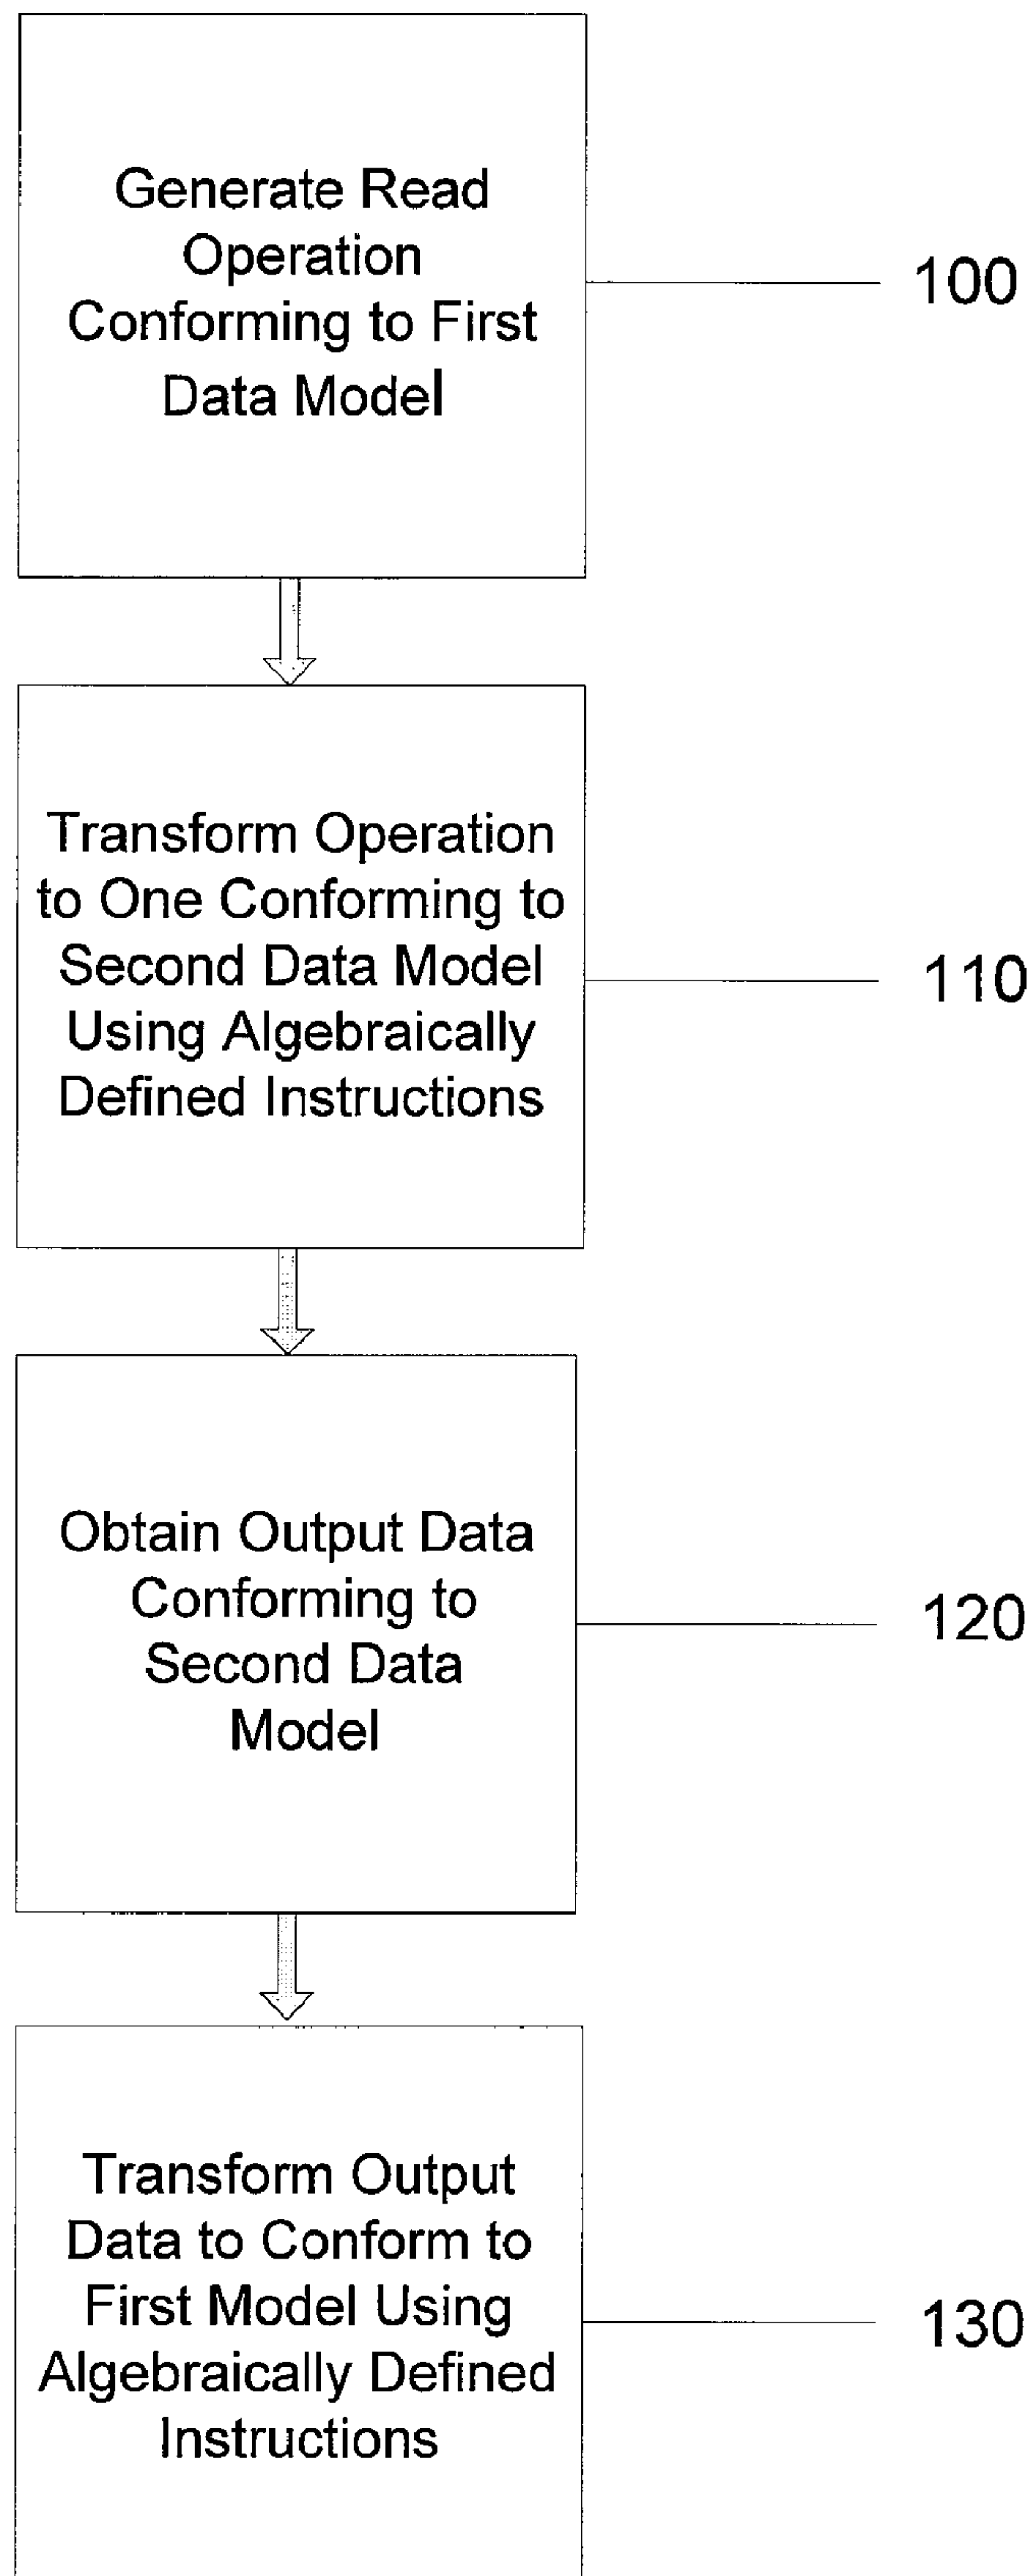 Generate Read
Operation
Conforming to First
Data Model
100
Transform Operation
to One Conforming to
Second Data Model
Using Algebraically
Defined Instructions
110
Obtain Output Data
Conforming to
Second Data
Model
120
Transform Output
Data to Conform to
First Model Using
Algebraically Defined
Instructions
130